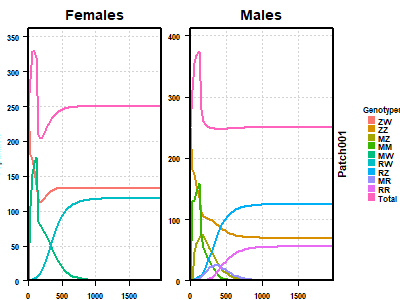 Females
Males
350
300
250
200
150
100
50
0
0
500
1000
1500
400
300
200
100
0
0
500
1000
1500
Patch001
Genotypes
ZW
ZZ
MZ
MM
MW
RW
RZ
MR
RR
Total